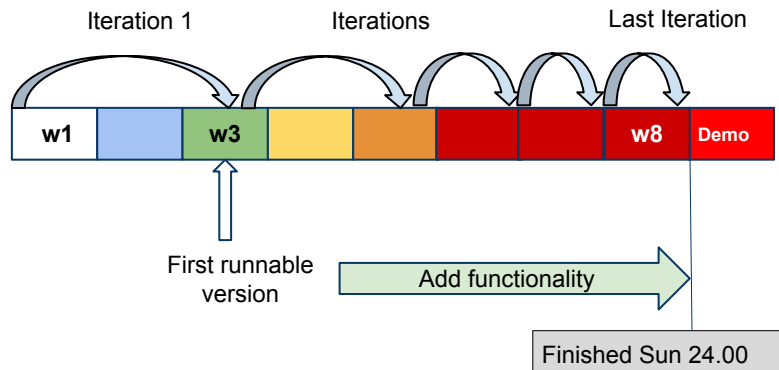 Iteration 1
Iterations
Last Iteration
w1
w3
w8
Demo
First runnable
version
Add functionality
Finished Sun 24.00